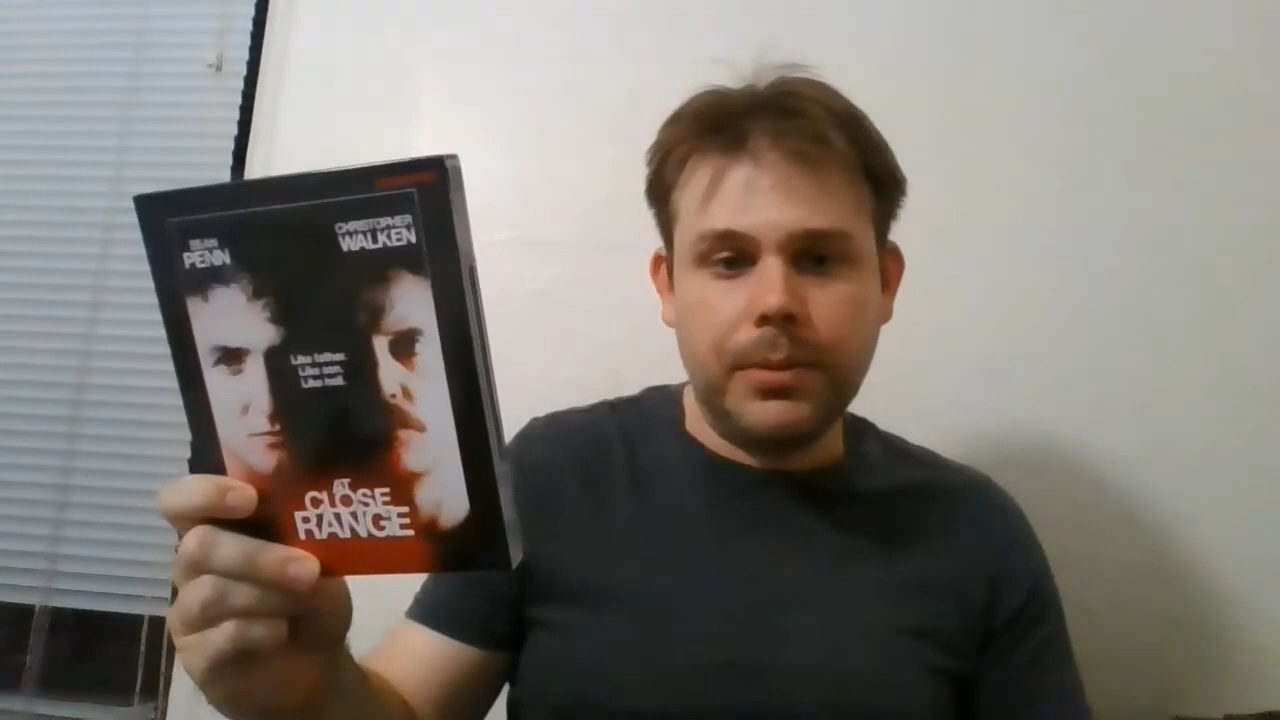 SEAN
PENN
CHRISTOPHER
WALKEN
Like father.
Like son.
Like hell.
AT
CLOSE
RANGE